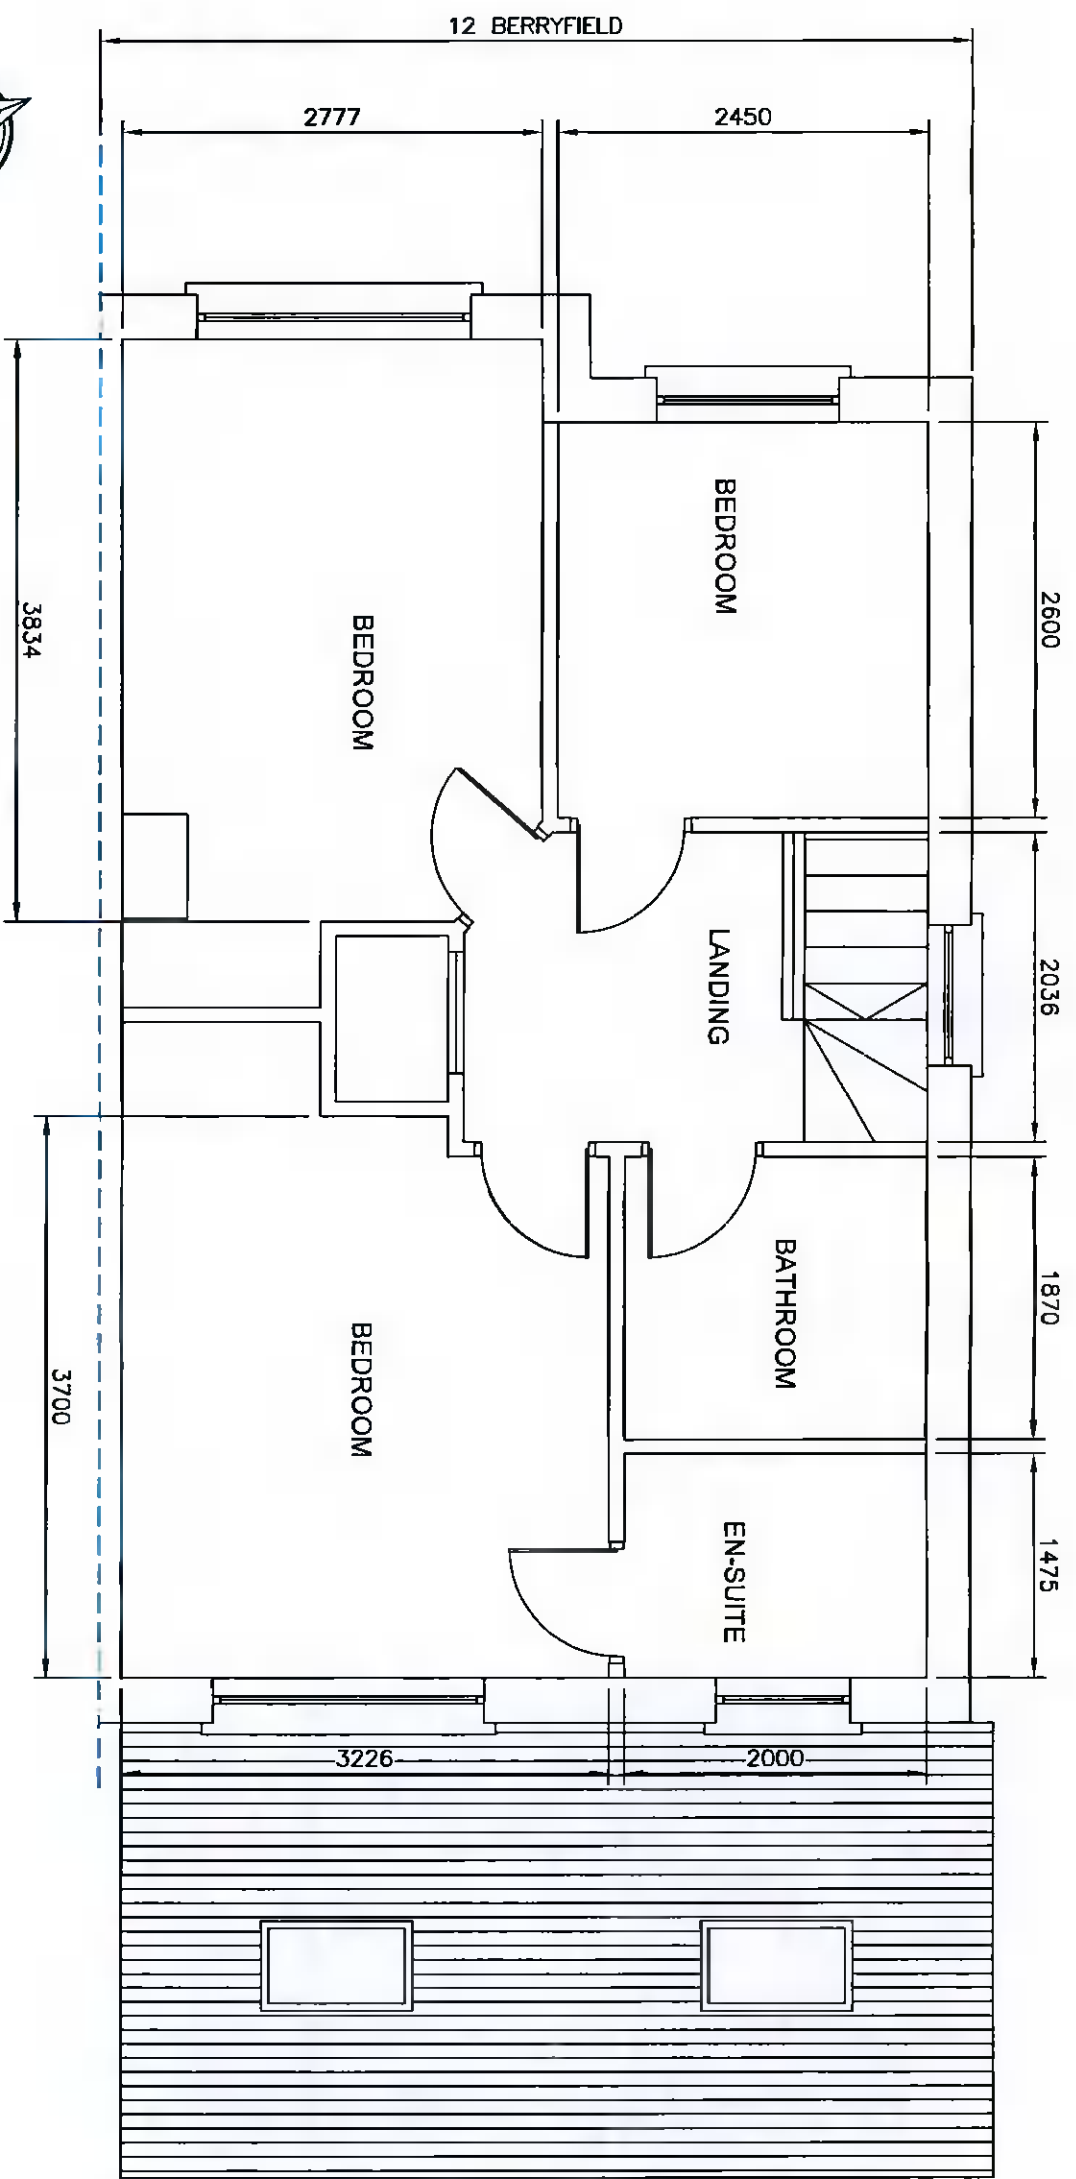 12 BERRYFIELD
2777
2450
BEDROOM
2600
BEDROOM
3834
LANDING
2036
BATHROOM
1870
BEDROOM
3700
EN-SUITE
1475
3226
2000